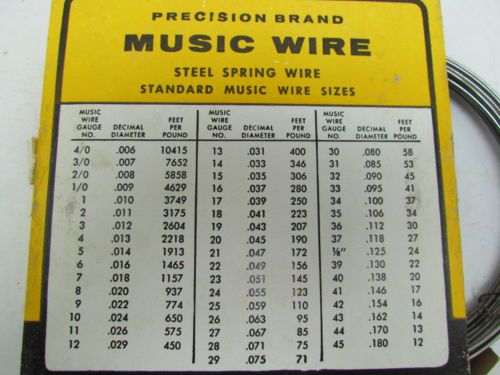 PRECISION BRAND
MUSIC WIRE
STEEL SPRING WIRE
STANDARD MUSIC WIRE SIZES
MUSIC FEET MUSIC FEET MUSIC FEET
WIRE WIRE WIRE
GAUGE DECIMAL PER GAUGE DECIMAL PER GAUGE DECIMAL PER
NO. DIAMETER POUND NO. DIAMETER POUND NO. DIAMETER POUND
4/0 .006 10415 13 .031 400 30 .080 58
3/0 .007 7652 14 .033 346 31 .085 53
2/0 .008 5858 15 .035 306 32 .090 45
1/0 .009 4629 16 .037 280 33 .095 41
1 .010 3749 17 .039 250 34 .100 37
2 .011 3175 18 .041 223 35 .106 34
3 .012 2604 19 .043 207 36 .112 30
4 .013 2218 20 .045 190 37 .118 27
5 .014 1913 21 .047 172 ⅛" .125 24
6 .016 1465 22 .049 156 39 .130 22
7 .018 1157 23 .051 145 40 .138 20
8 .020 937 24 .055 123 41 .146 17
9 .022 774 25 .059 110 42 .154 16
10 .024 650 26 .063 95 43 .162 14
11 .026 575 27 .067 85 44 .170 13
12 .029 450 28 .071 75 45 .180 12
29 .075 71